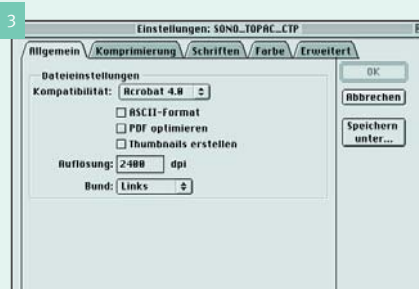 3
Einstellungen: SONO_TOPAC_CTP
Allgemein Komprimierung Schriften Farbe Erweitert
Dateieinstellungen
Kompatibilität: Acrobat 4.0
ASCII-Format
PDF optimieren
Thumbnails erstellen
Auflösung: 2400 dpi
Bund: Links
OK
Abbrechen
Speichern
unter...